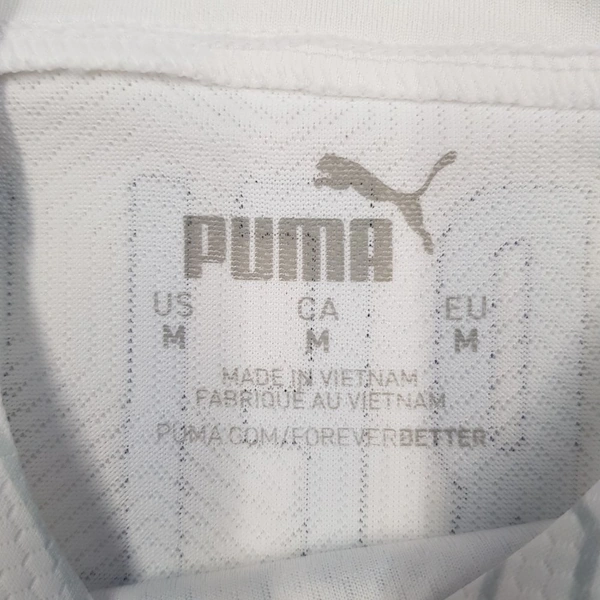 PUMA
US CA EU
M M M
MADE IN VIETNAM
FABRIQUÉ AU VIETNAM
PUMA.COM/FOREVERBETTER